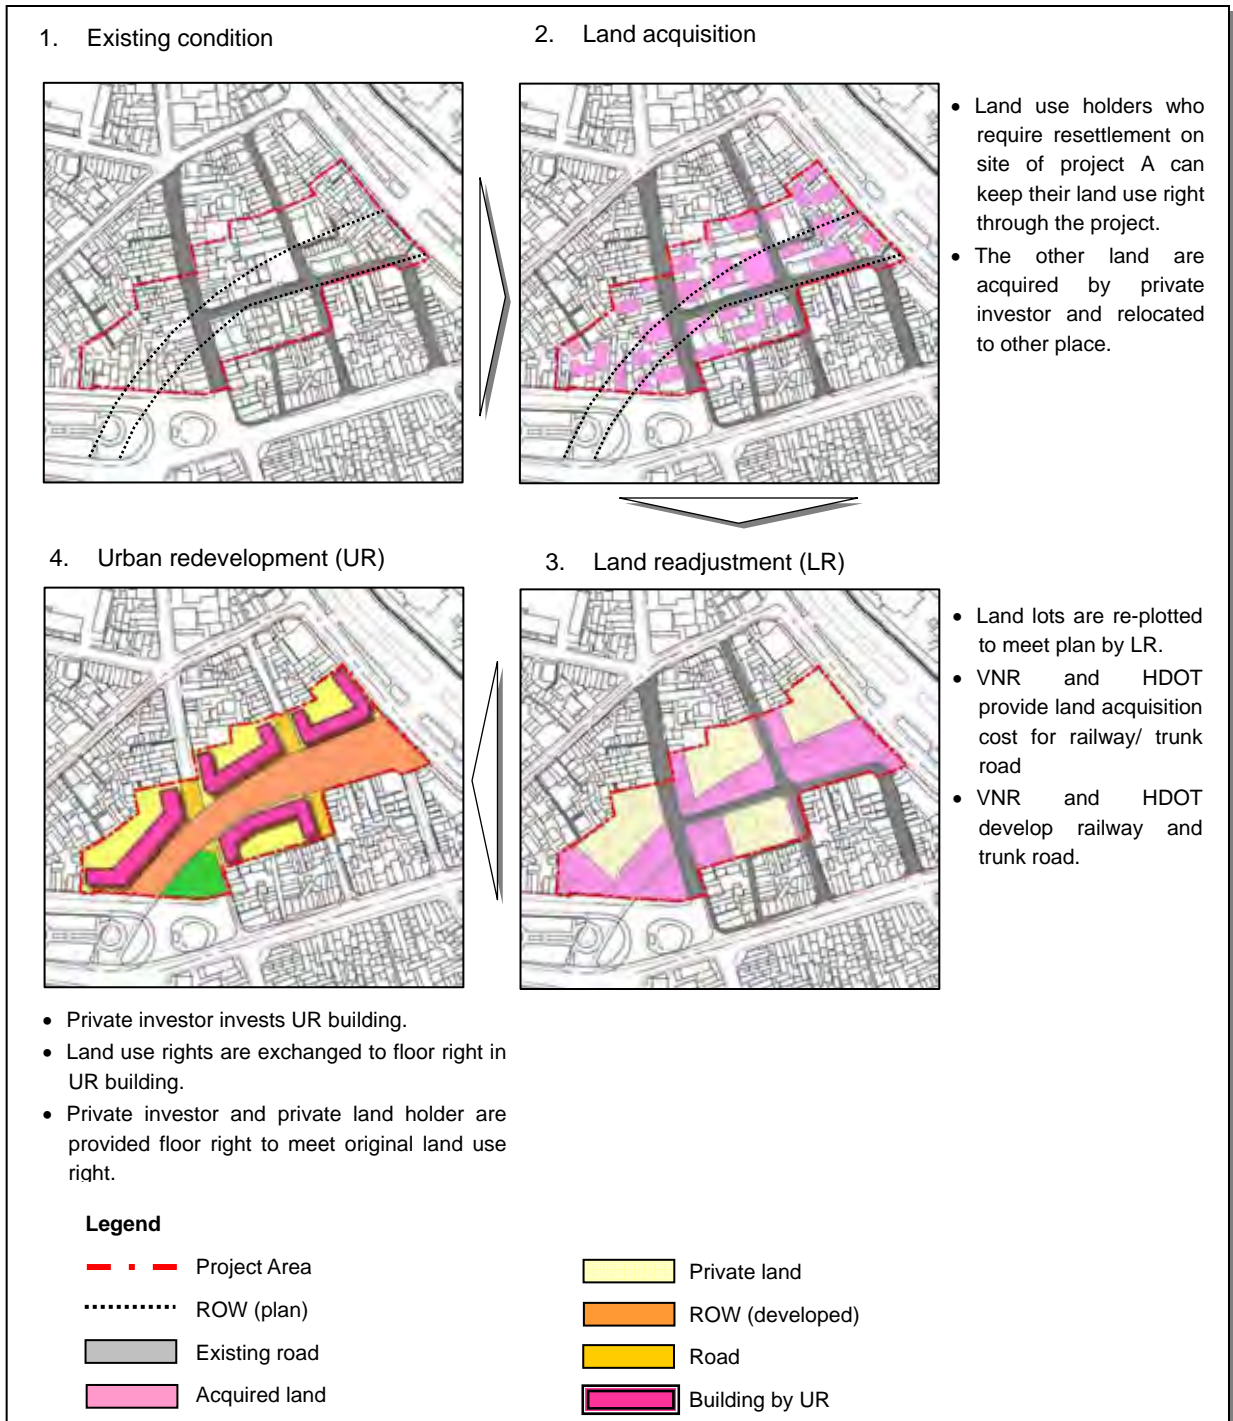 1. Existing condition
2. Land acquisition
• Land use holders who
require resettlement on
site of project A can
keep their land use right
through the project.
• The other land are
acquired by private
investor and relocated
to other place.
4. Urban redevelopment (UR)
3. Land readjustment (LR)
• Land lots are re-plotted
to meet plan by LR.
• VNR and HDOT
provide land acquisition
cost for railway/ trunk
road
• VNR and HDOT
develop railway and
trunk road.
• Private investor invests UR building.
• Land use rights are exchanged to floor right in
UR building.
• Private investor and private land holder are
provided floor right to meet original land use
right.
Legend
Project Area
ROW (plan)
Existing road
Acquired land
Private land
ROW (developed)
Road
Building by UR